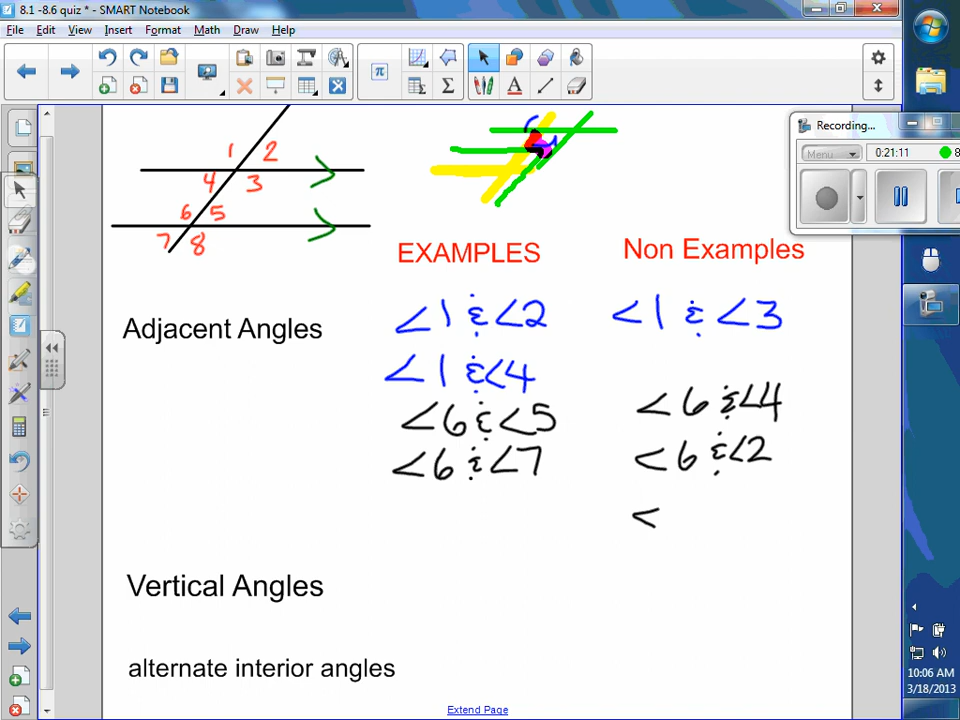 8.1 -8.6 quiz * - SMART Notebook
File Edit View Insert Format Math Draw Help
π Σ A
Recording...
Menu
00:21:11 8
1 2
4 3
6 5
7 8
EXAMPLES Non Examples
Adjacent Angles
<1 & <2 <1 & <3
<1 & <4
<6 & <5 <6 & <4
<6 & <7 <6 & <2
<
Vertical Angles
alternate interior angles
Extend Page
10:06 AM
3/18/2013